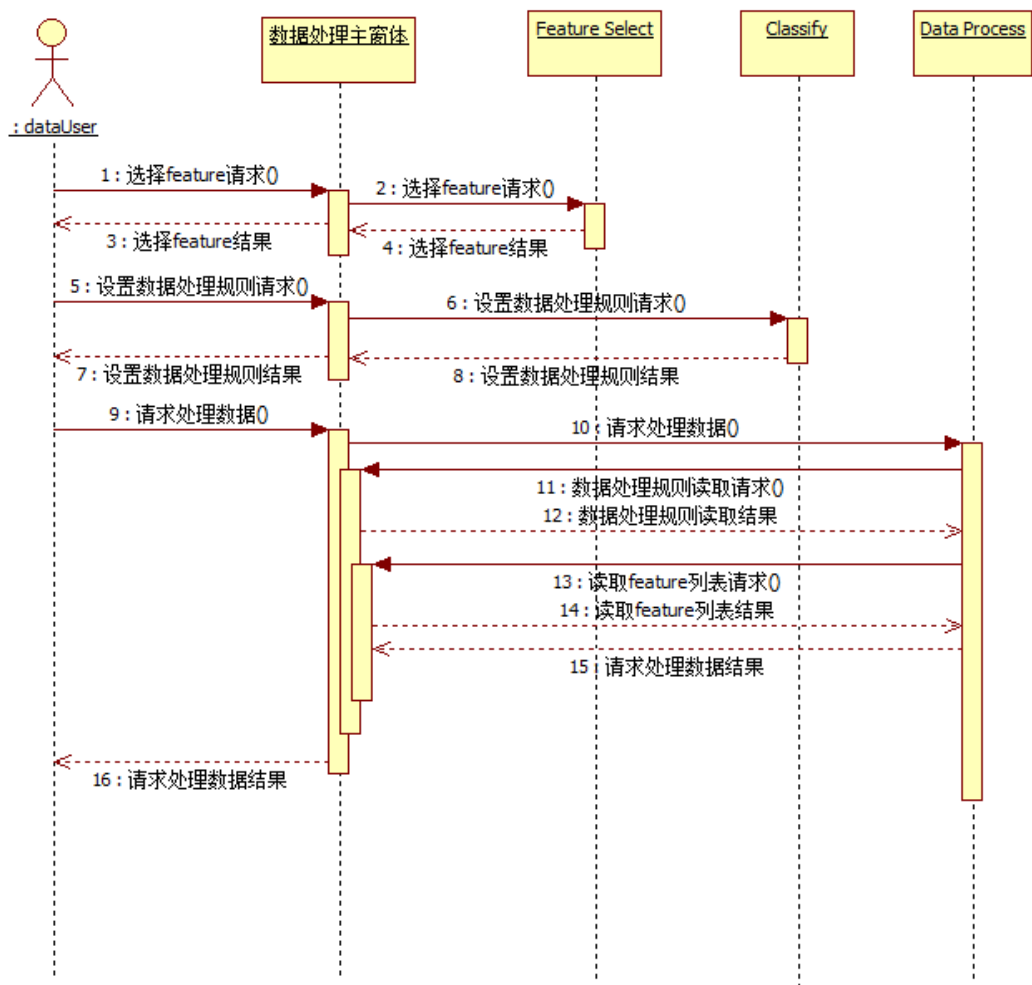 数据处理主窗体
Feature Select
Classify
Data Process
: dataUser
1 : 选择feature请求()
2 : 选择feature请求()
3 : 选择feature结果
4 : 选择feature结果
5 : 设置数据处理规则请求()
6 : 设置数据处理规则请求()
7 : 设置数据处理规则结果
8 : 设置数据处理规则结果
9 : 请求处理数据()
10 : 请求处理数据()
11 : 数据处理规则读取请求()
12 : 数据处理规则读取结果
13 : 读取feature列表请求()
14 : 读取feature列表结果
15 : 请求处理数据结果
16 : 请求处理数据结果